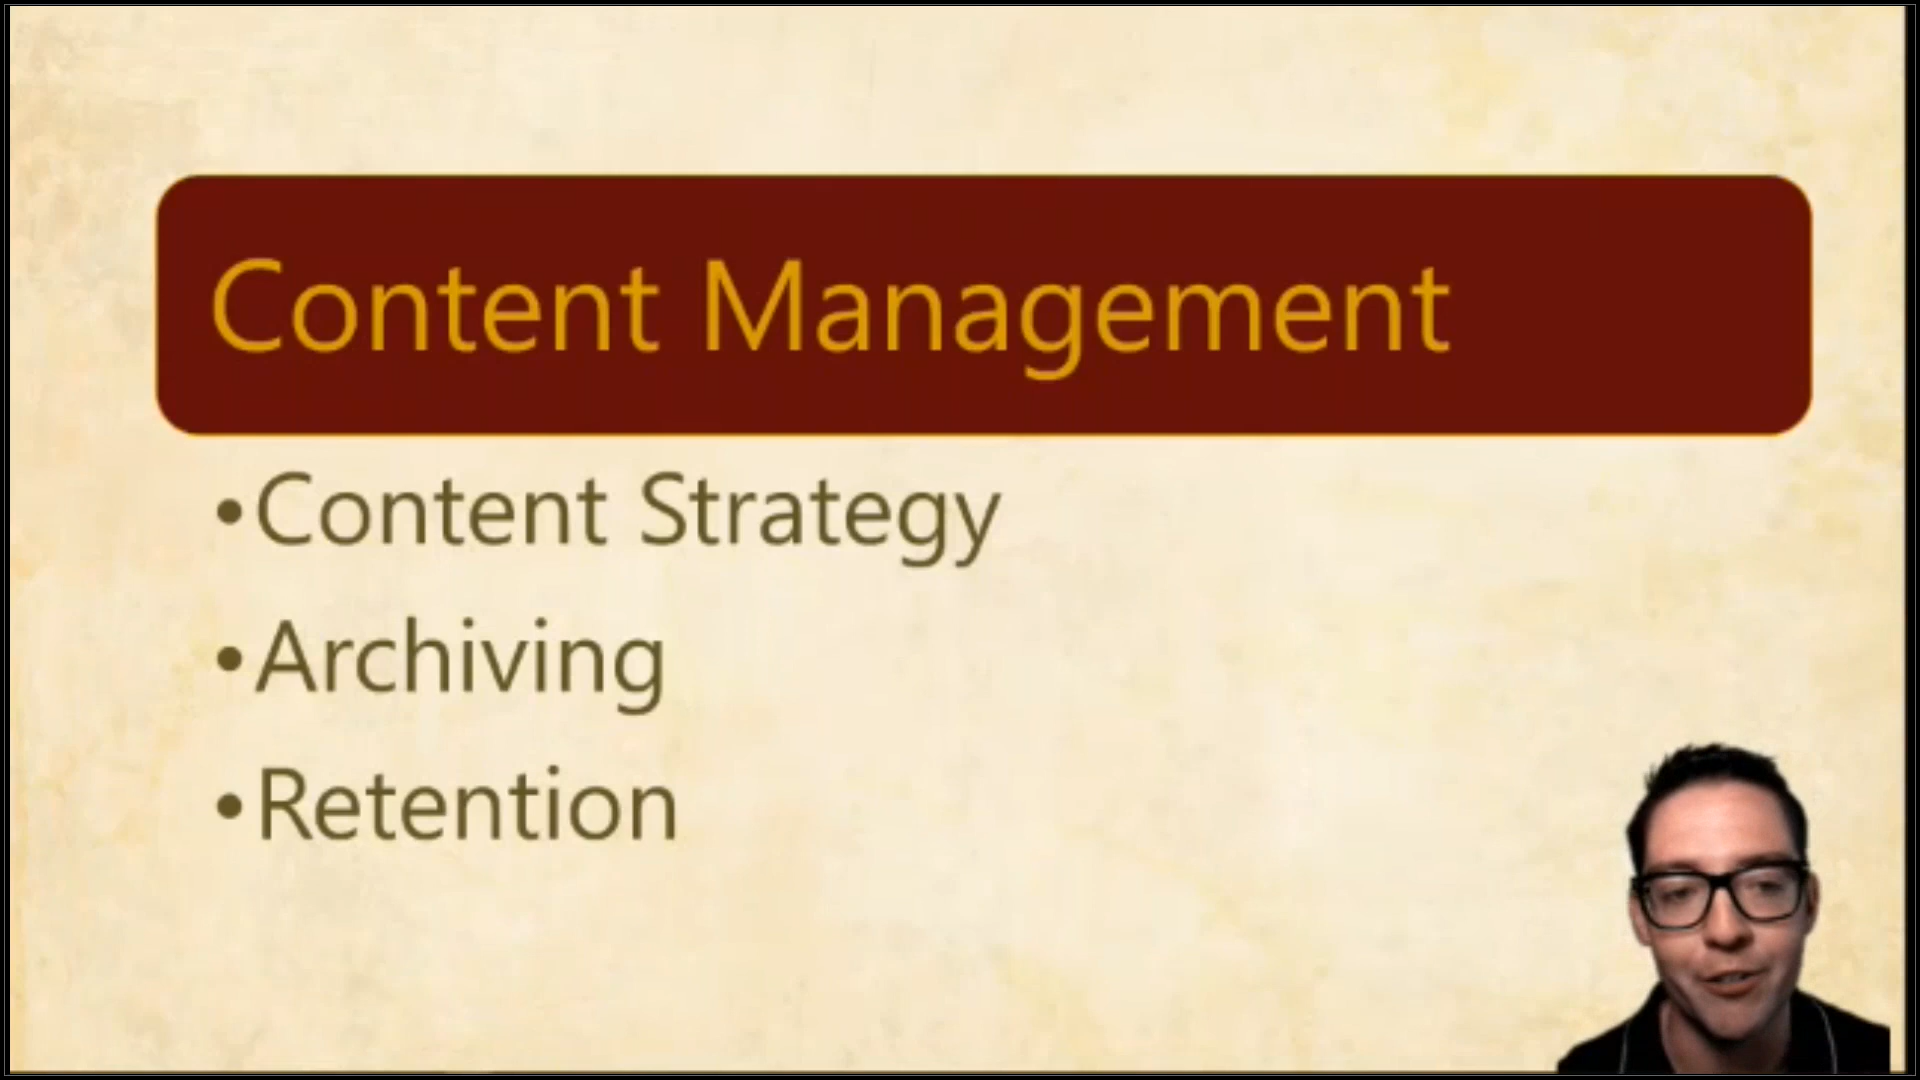 Content Management
•Content Strategy
•Archiving
•Retention